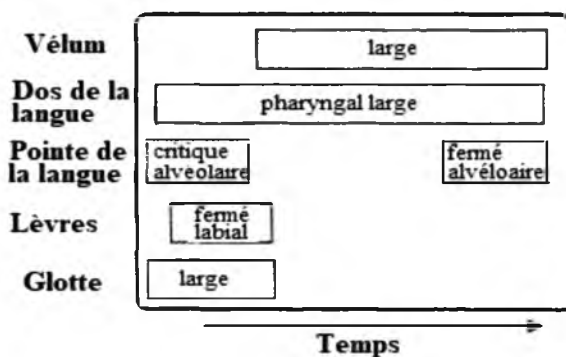 Vélum
large
Dos de la
langue
pharyngal large
Pointe de
la langue
critique
alveolaire
fermé
alvéloaire
Lèvres
fermé
labial
Glotte
large
Temps